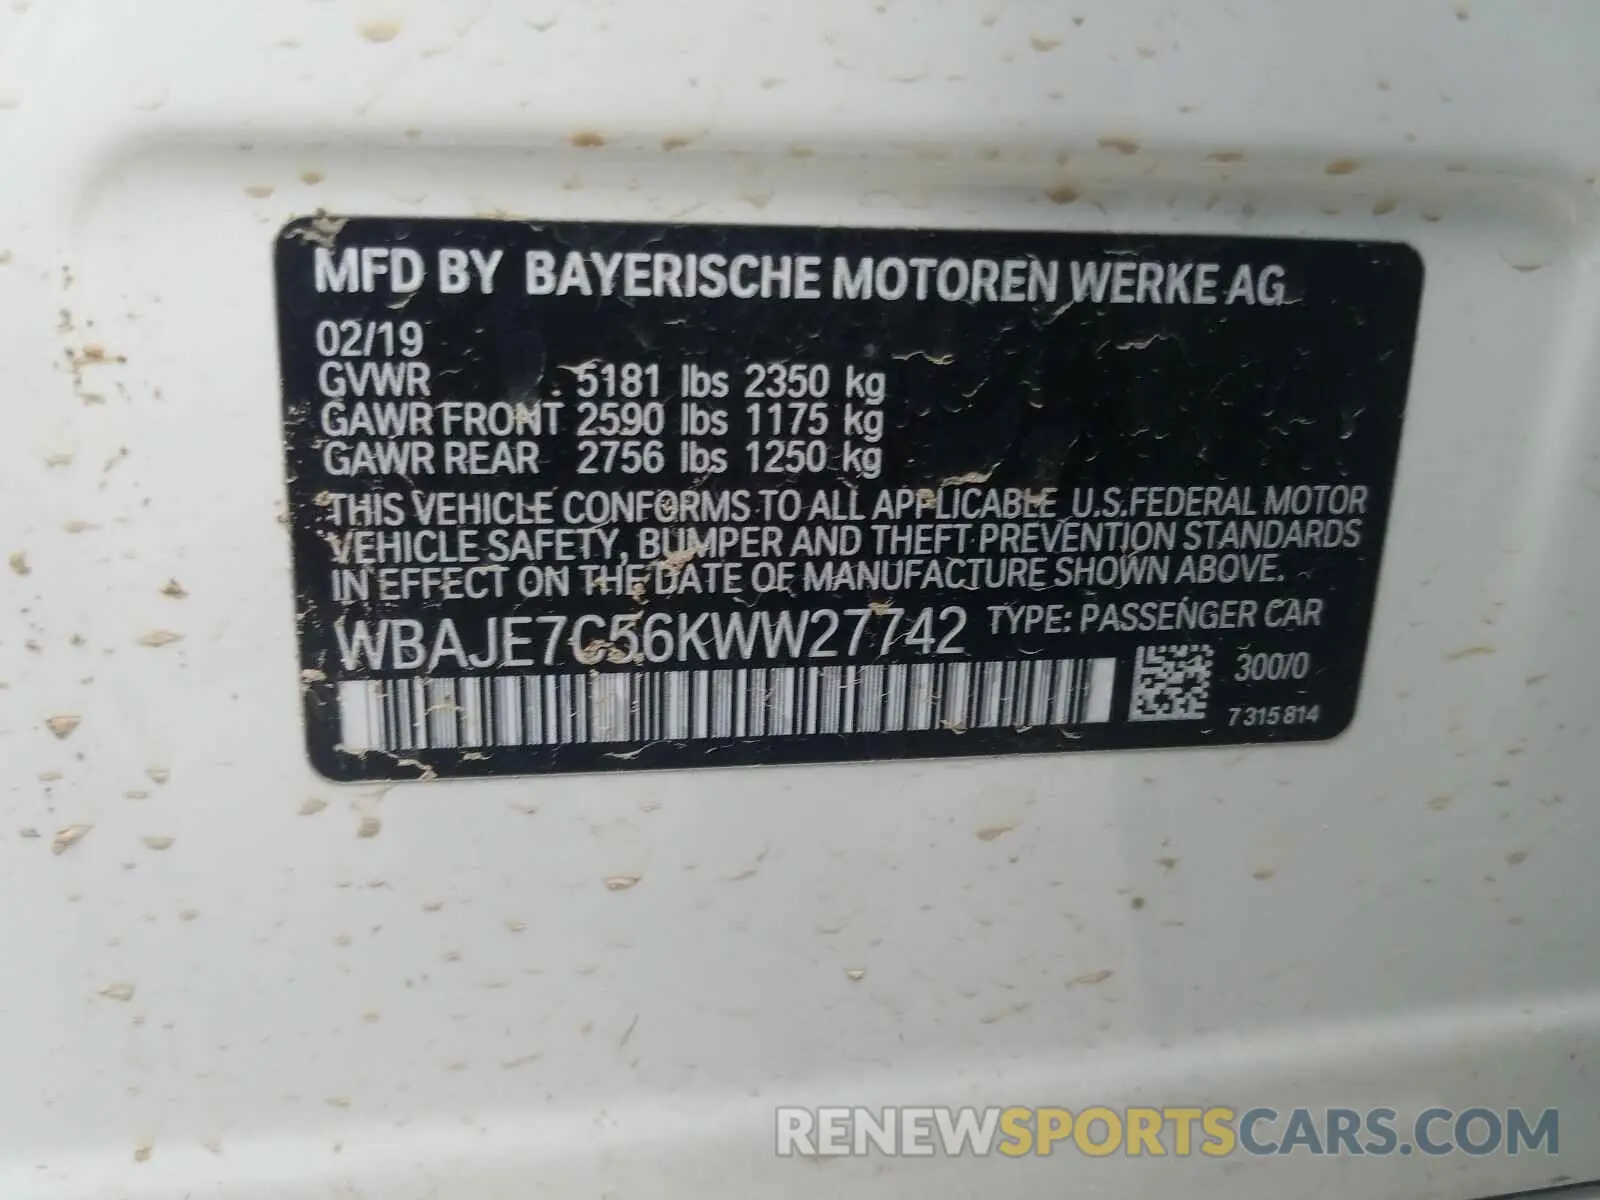 MFD BY BAYERISCHE MOTOREN WERKE AG
02/19
GVWR 5181 lbs 2350 kg
GAWR FRONT 2590 lbs 1175 kg
GAWR REAR 2756 lbs 1250 kg
THIS VEHICLE CONFORMS TO ALL APPLICABLE U.S.FEDERAL MOTOR
VEHICLE SAFETY, BUMPER AND THEFT PREVENTION STANDARDS
IN EFFECT ON THE DATE OF MANUFACTURE SHOWN ABOVE.
WBAJE7C56KWW27742 TYPE: PASSENGER CAR
300/0
7 315 814
RENEWSPORTSCARS.COM